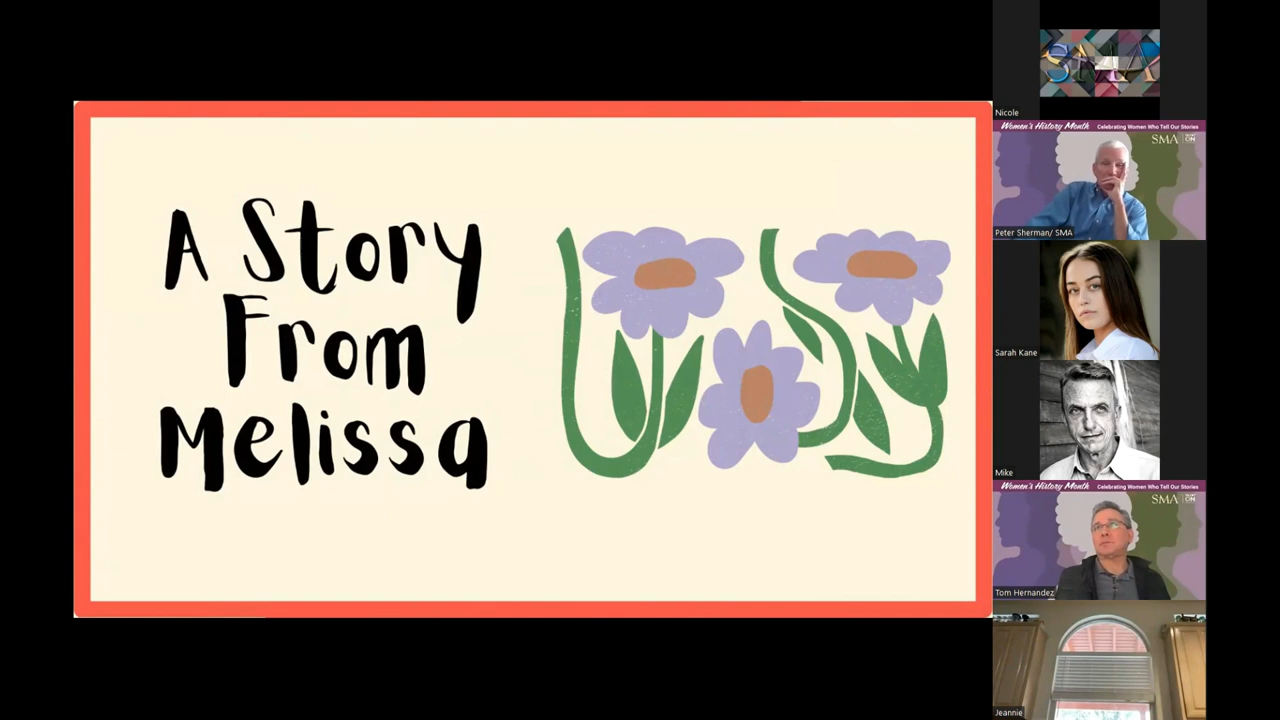 A Story
From
Melissa
SMA
Nicole
Women's History Month Celebrating Women Who Tell Our Stories
SMA
Peter Sherman/ SMA
Sarah Kane
Mike
Women's History Month Celebrating Women Who Tell Our Stories
SMA
Tom Hernandez
Jeannie